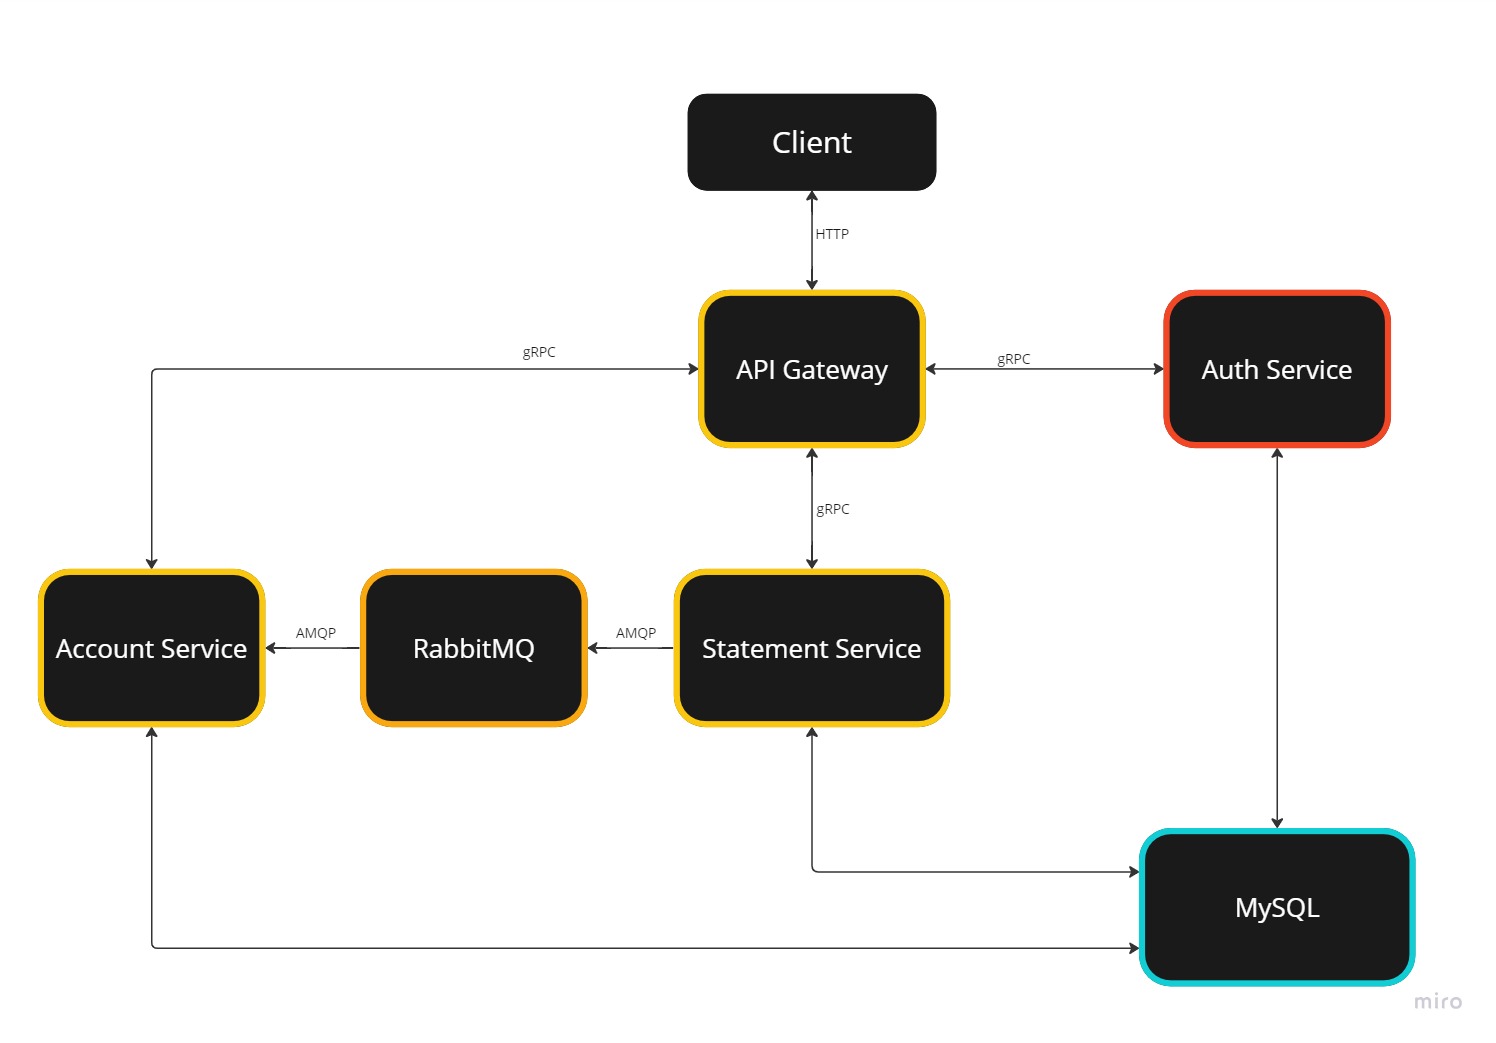 Client
HTTP
gRPC
API Gateway
gRPC
Auth Service
gRPC
Account Service
AMQP
RabbitMQ
AMQP
Statement Service
MySQL
miro